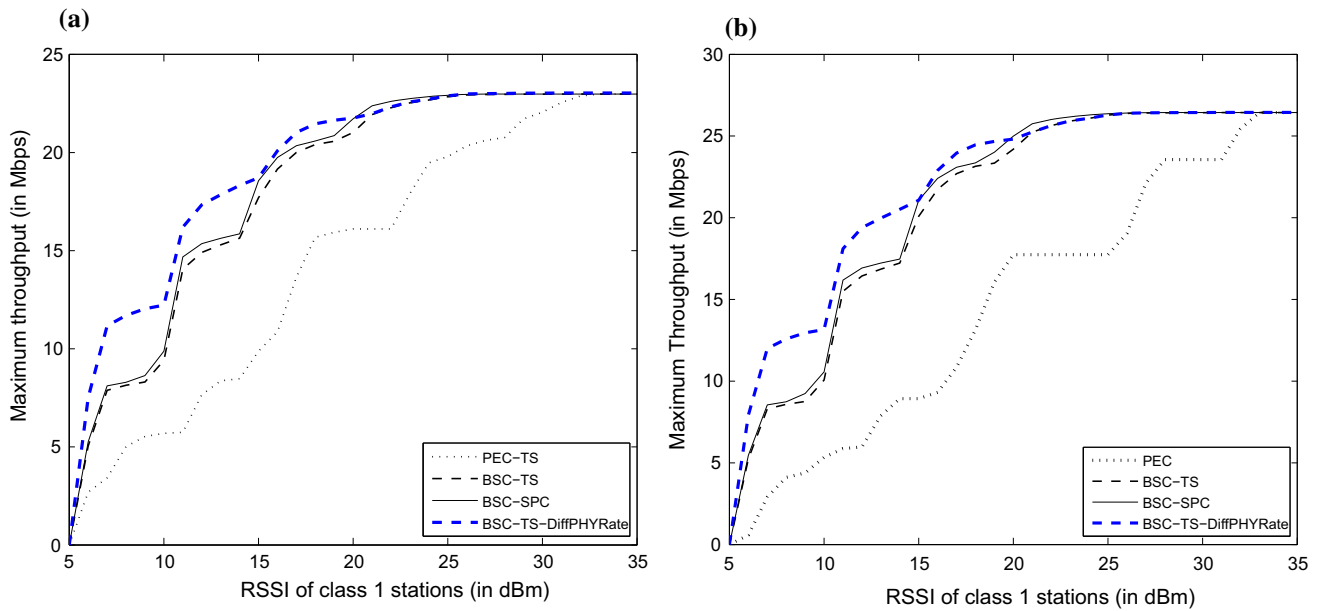 (a)
Maximum throughput (in Mbps)
25
20
15
10
5
0
5 10 15 20 25 30 35
RSSI of class 1 stations (in dBm)
PEC−TS
BSC−TS
BSC−SPC
BSC−TS−DiffPHYRate
(b)
Maximum Throughput (in Mbps)
30
25
20
15
10
5
0
5 10 15 20 25 30 35
RSSI of class 1 stations (in dBm)
PEC
BSC−TS
BSC−SPC
BSC−TS−DiffPHYRate